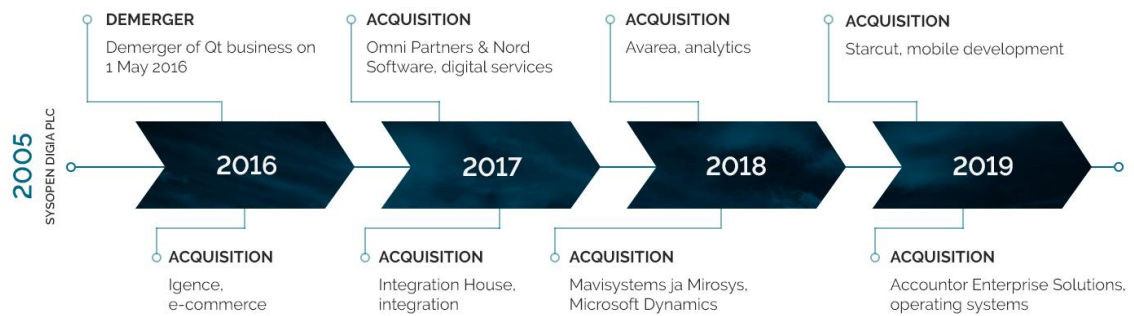 2005
SYSOPEN DIGIA PLC
DEMERGER
Demerger of Qt business on
1 May 2016
2016
ACQUISITION
Igence,
e-commerce
ACQUISITION
Omni Partners & Nord
Software, digital services
2017
ACQUISITION
Integration House,
integration
ACQUISITION
Avarea, analytics
2018
ACQUISITION
Mavisystems ja Mirosys,
Microsoft Dynamics
ACQUISITION
Starcut, mobile development
2019
ACQUISITION
Accountor Enterprise Solutions,
operating systems